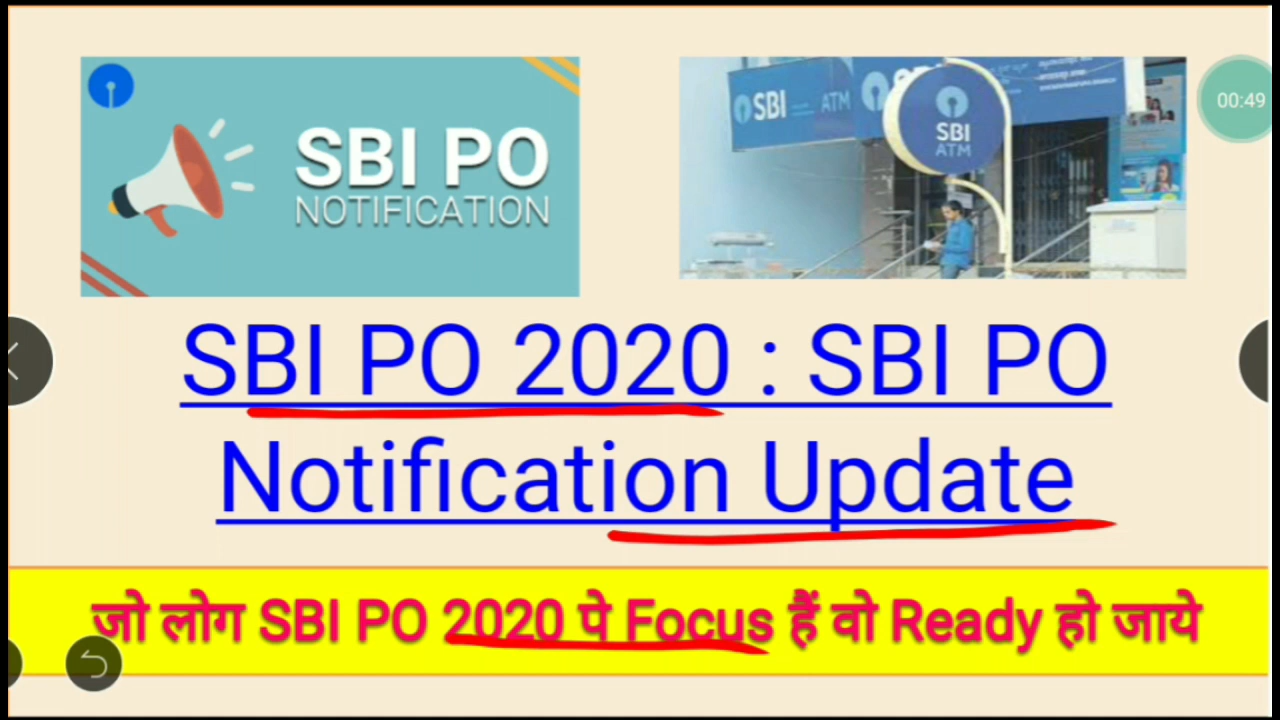 SBI PO
NOTIFICATION
SBI
ATM
SBI
ATM
00:49
SBI PO 2020 : SBI PO
Notification Update
जो लोग SBI PO 2020 पे Focus हैं वो Ready हो जाये